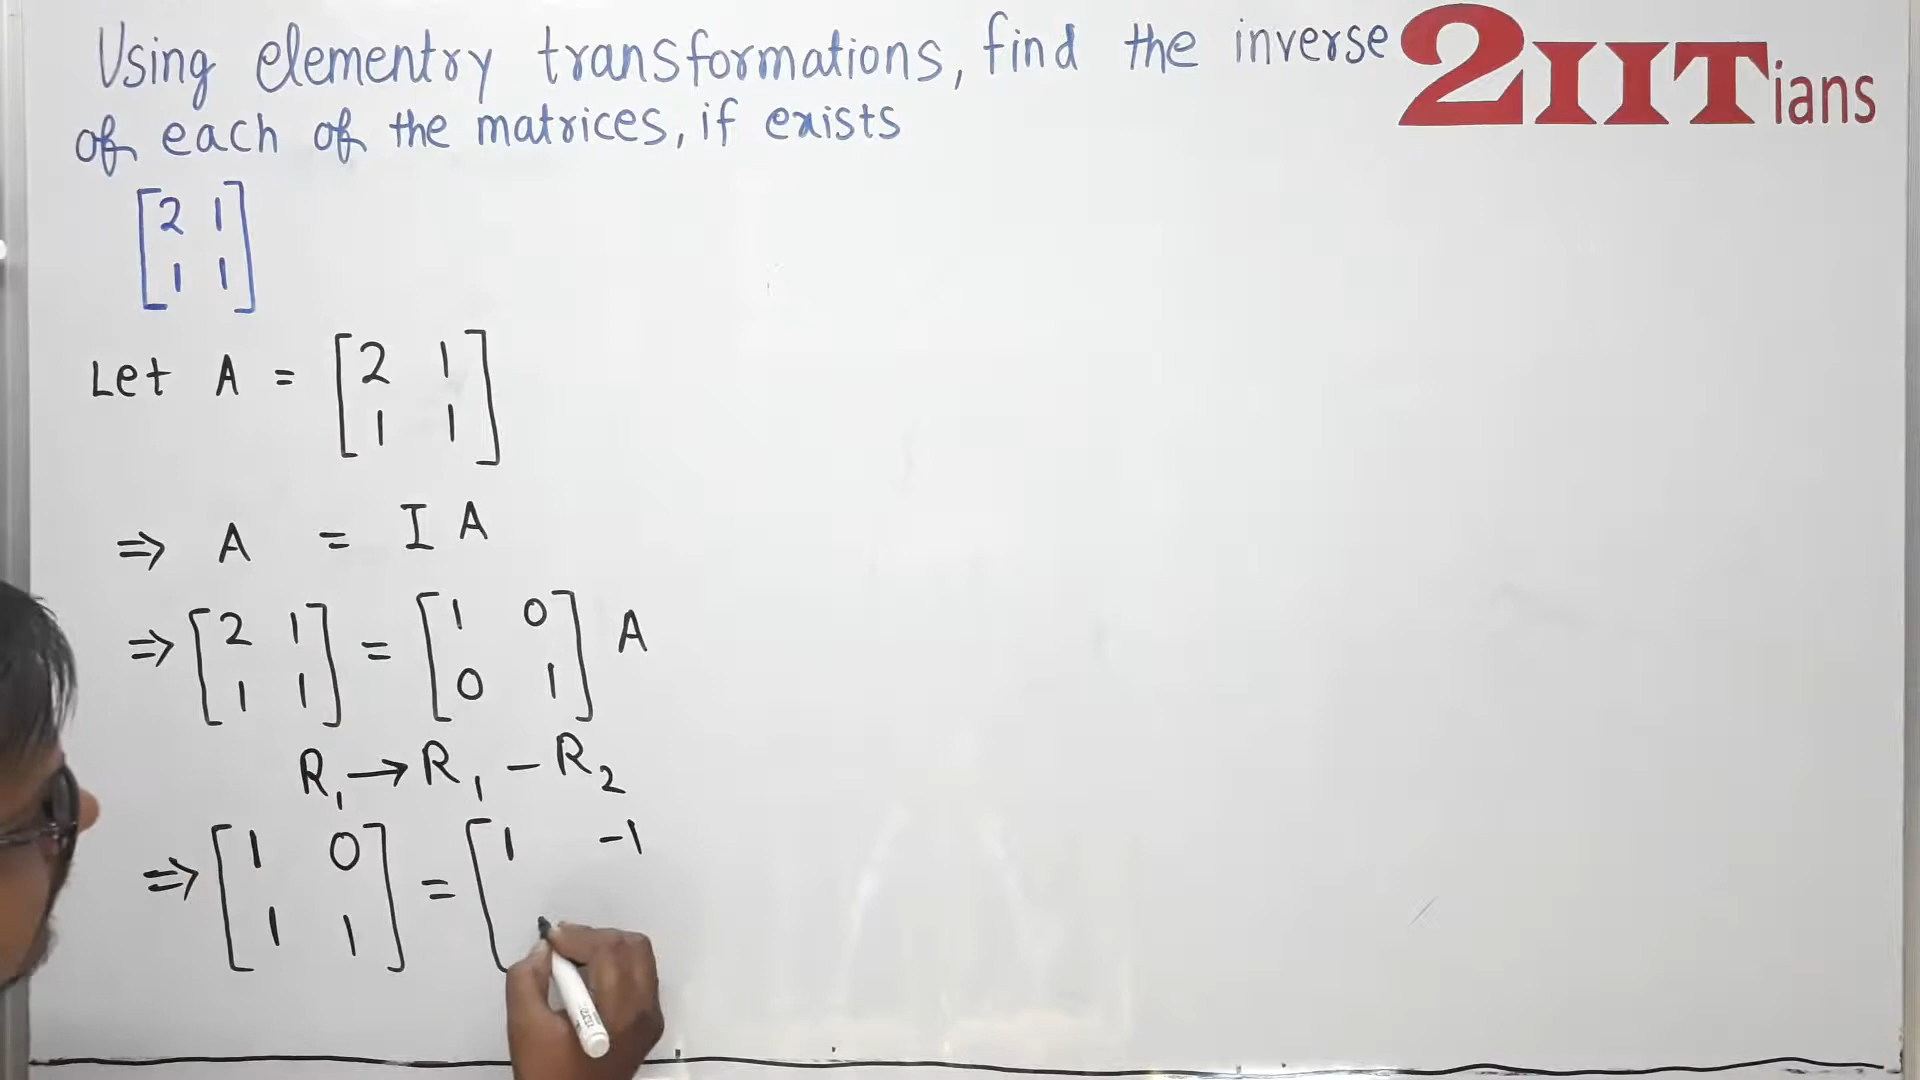 Using elementry transformations, find the inverse
of each of the matrices, if exists
2IITians
[2 1
1 1]
Let A = [2 1
1 1]
⇒ A = I A
⇒ [2 1
1 1] = [1 0
0 1] A
R₁ → R₁ - R₂
⇒ [1 0
1 1] = [1 -1